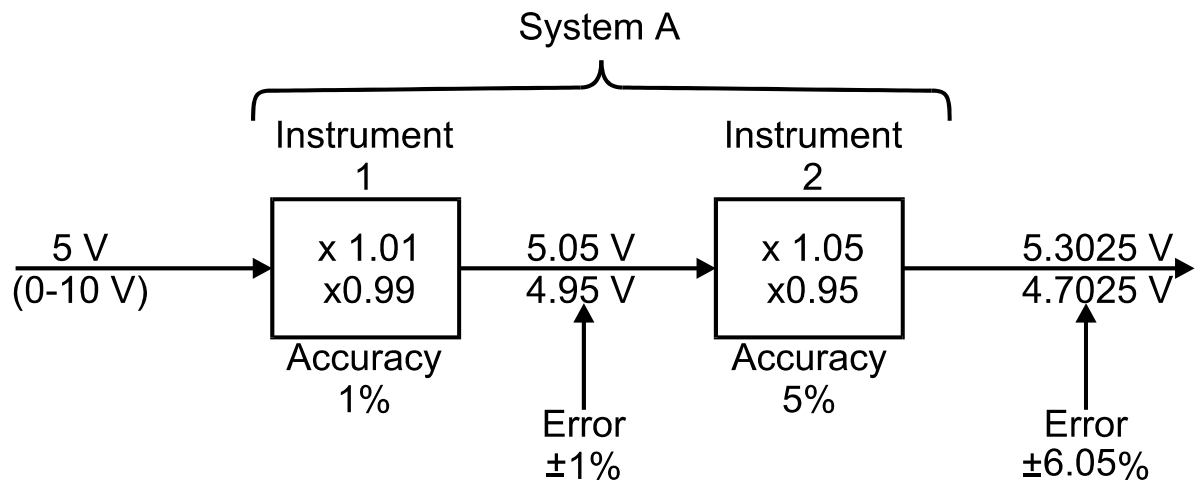 System A
Instrument
1
Instrument
2
5 V
(0-10 V)
x 1.01
x0.99
5.05 V
4.95 V
x 1.05
x0.95
5.3025 V
4.7025 V
Accuracy
1%
Accuracy
5%
Error
±1%
Error
±6.05%